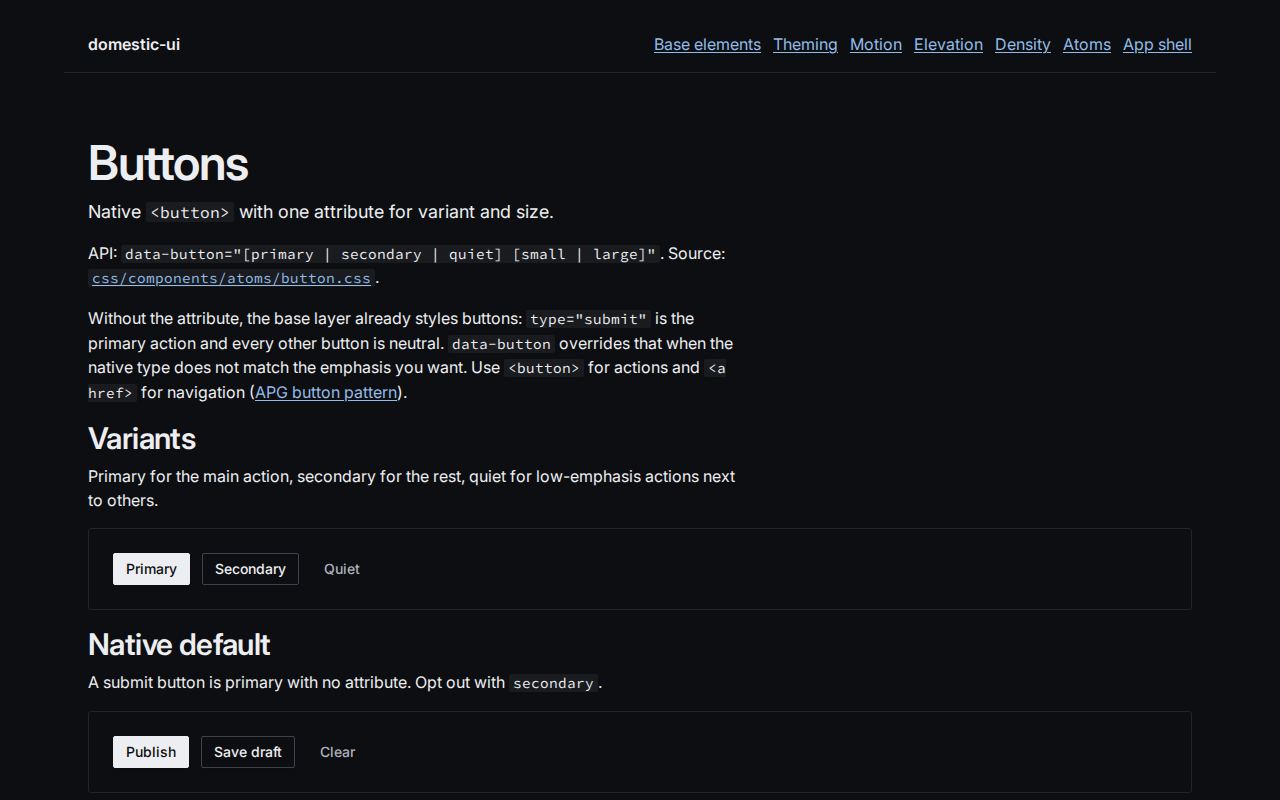 domestic-ui
Base elements Theming Motion Elevation Density Atoms App shell
Buttons
Native <button> with one attribute for variant and size.
API: data-button="[primary | secondary | quiet] [small | large]". Source:
css/components/atoms/button.css.
Without the attribute, the base layer already styles buttons: type="submit" is the
primary action and every other button is neutral. data-button overrides that when the
native type does not match the emphasis you want. Use <button> for actions and <a
href> for navigation (APG button pattern).
Variants
Primary for the main action, secondary for the rest, quiet for low-emphasis actions next
to others.
Primary Secondary Quiet
Native default
A submit button is primary with no attribute. Opt out with secondary.
Publish Save draft Clear